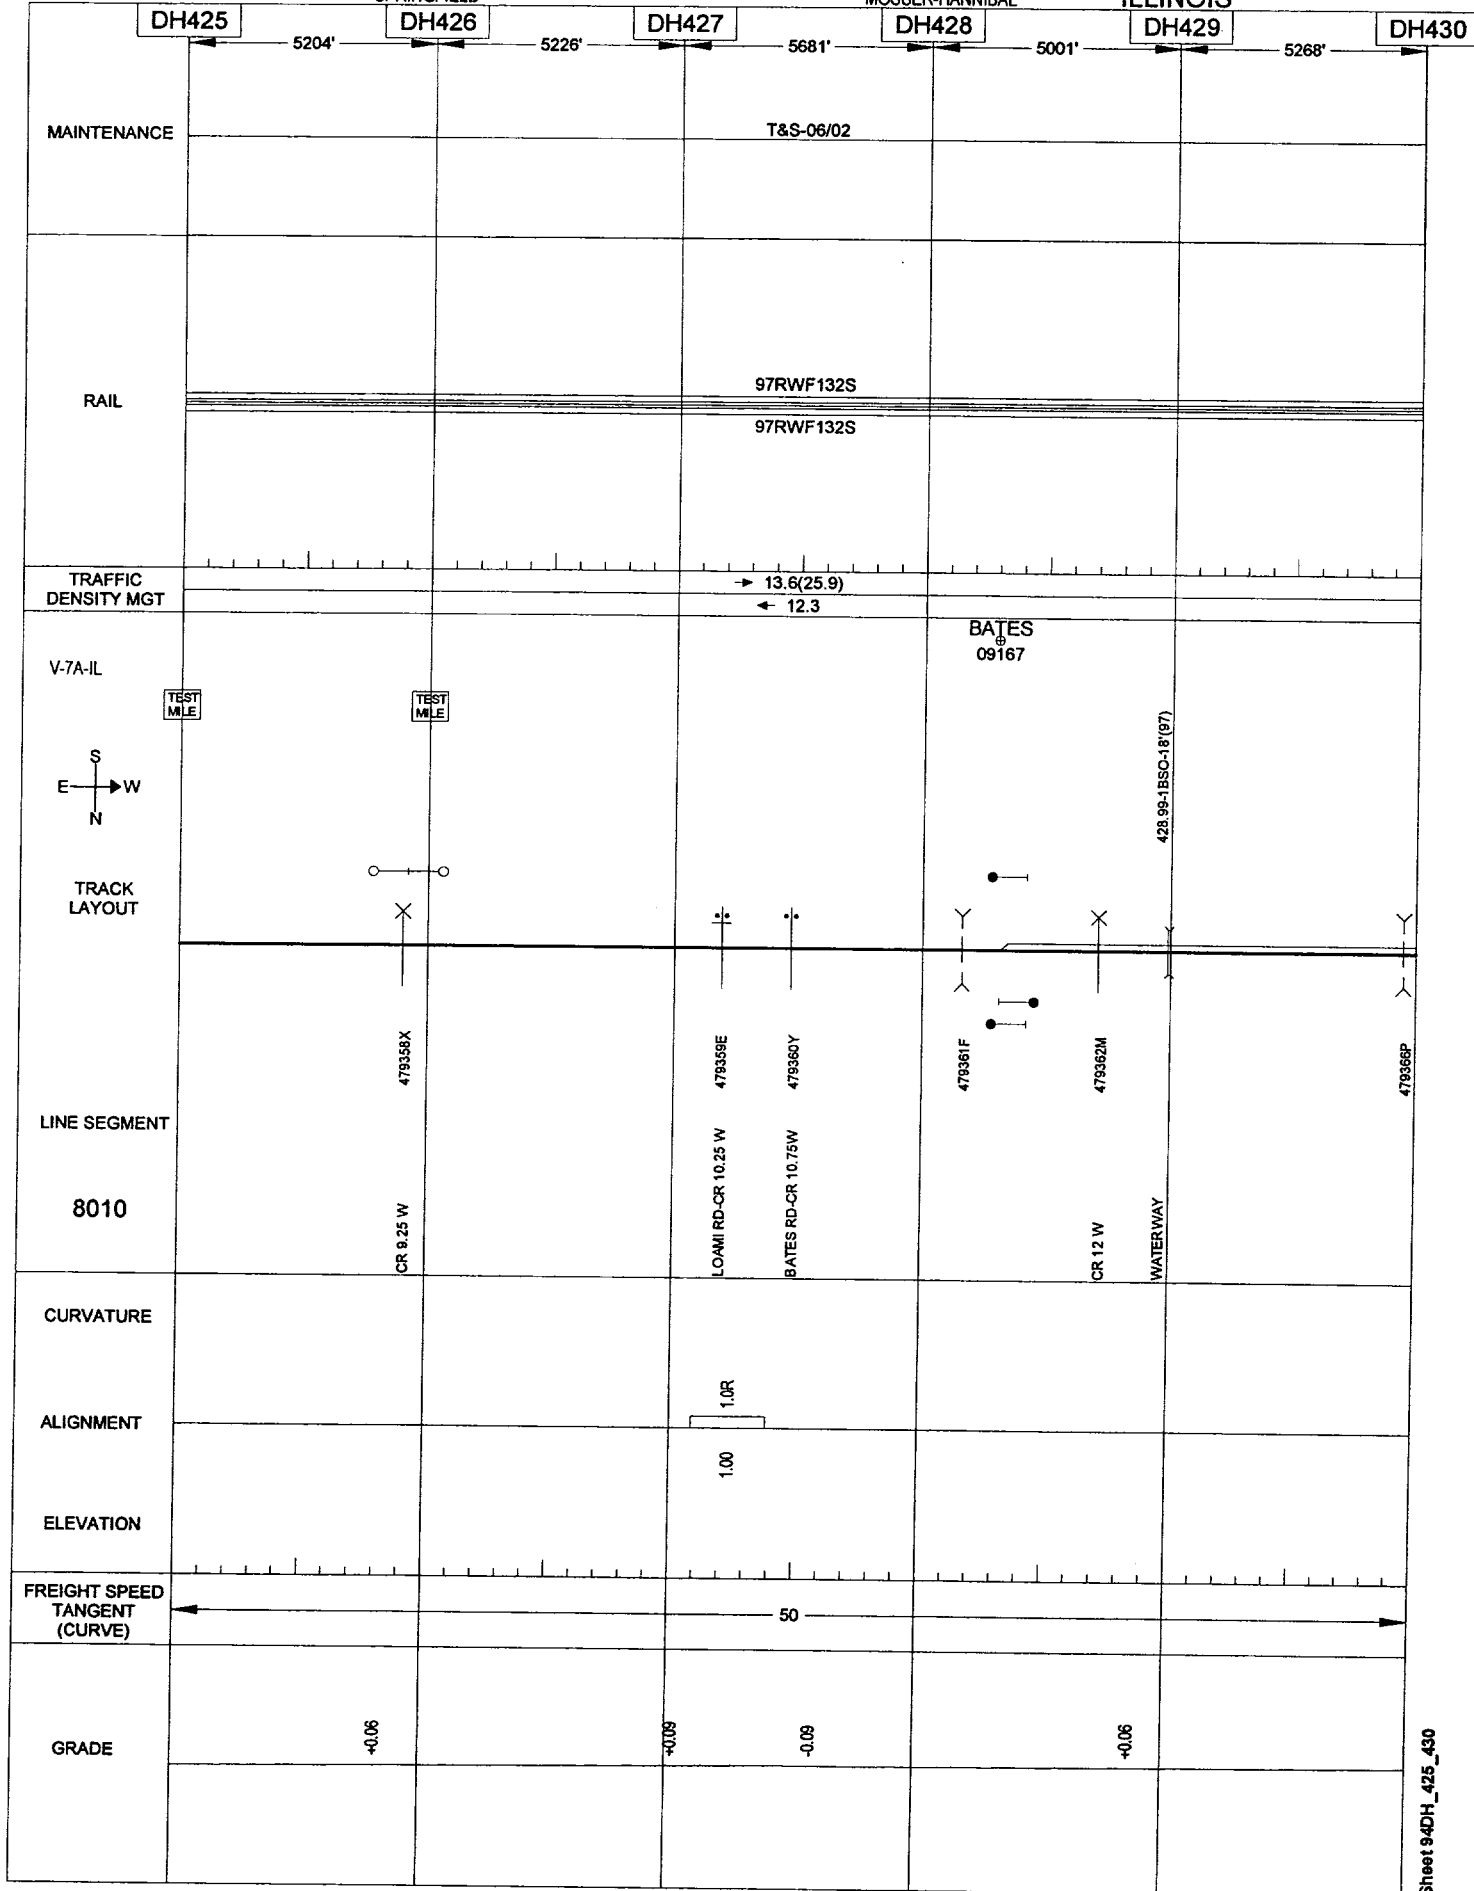 MOSSER-HANNIBAL
ILLINOIS
DH425
DH426
DH427
DH428
DH429
DH430
5204'
5226'
5681'
5001'
5268'
MAINTENANCE
T&S-06/02
RAIL
97RWF132S
97RWF132S
TRAFFIC
DENSITY MGT
13.6(25.9)
12.3
BATES
09167
V-7A-IL
TEST
MILE
TEST
MILE
S
E W
N
428.99-1BSO-18'(97)
TRACK
LAYOUT
479358X
479359E
479360Y
479361F
479362M
479366P
LINE SEGMENT
8010
CR 9.25 W
LOAMI RD-CR 10.25 W
BATES RD-CR 10.75W
CR 12 W
WATERWAY
CURVATURE
1.0R
ALIGNMENT
1.00
ELEVATION
FREIGHT SPEED
TANGENT
(CURVE)
50
GRADE
+0.06
+0.09
-0.09
+0.06
Sheet 94DH_425_430